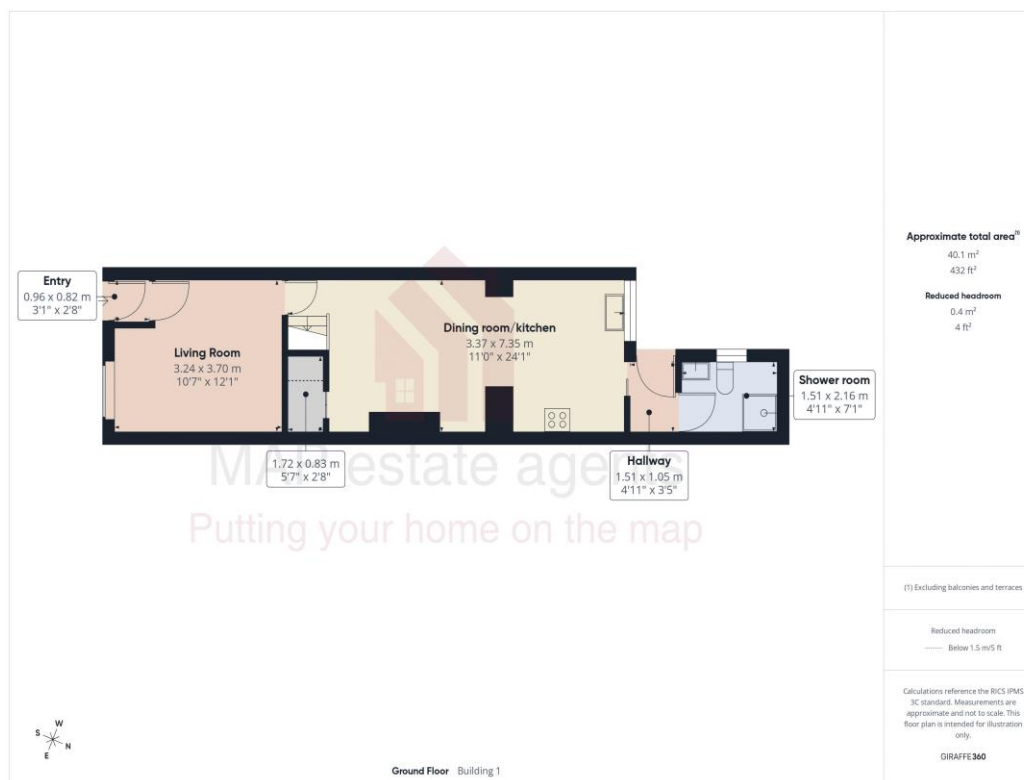 Entry
0.96 x 0.82 m
3'1" x 2'8"
Living Room
3.24 x 3.70 m
10'7" x 12'1"
Dining room/kitchen
3.37 x 7.35 m
11'0" x 24'1"
Shower room
1.51 x 2.16 m
4'11" x 7'1"
1.72 x 0.83 m
5'7" x 2'8"
Hallway
1.51 x 1.05 m
4'11" x 3'5"
MAP estate agents
Putting your home on the map
Approximate total area(1)
40.1 m²
432 ft²
Reduced headroom
0.4 m²
4 ft²
(1) Excluding balconies and terraces
Reduced headroom
Below 1.5 m/5 ft
Calculations reference the RICS IPMS
3C standard. Measurements are
approximate and not to scale. This
floor plan is intended for illustration
only.
GIRAFFE360
W
S
N
E
Ground Floor Building 1